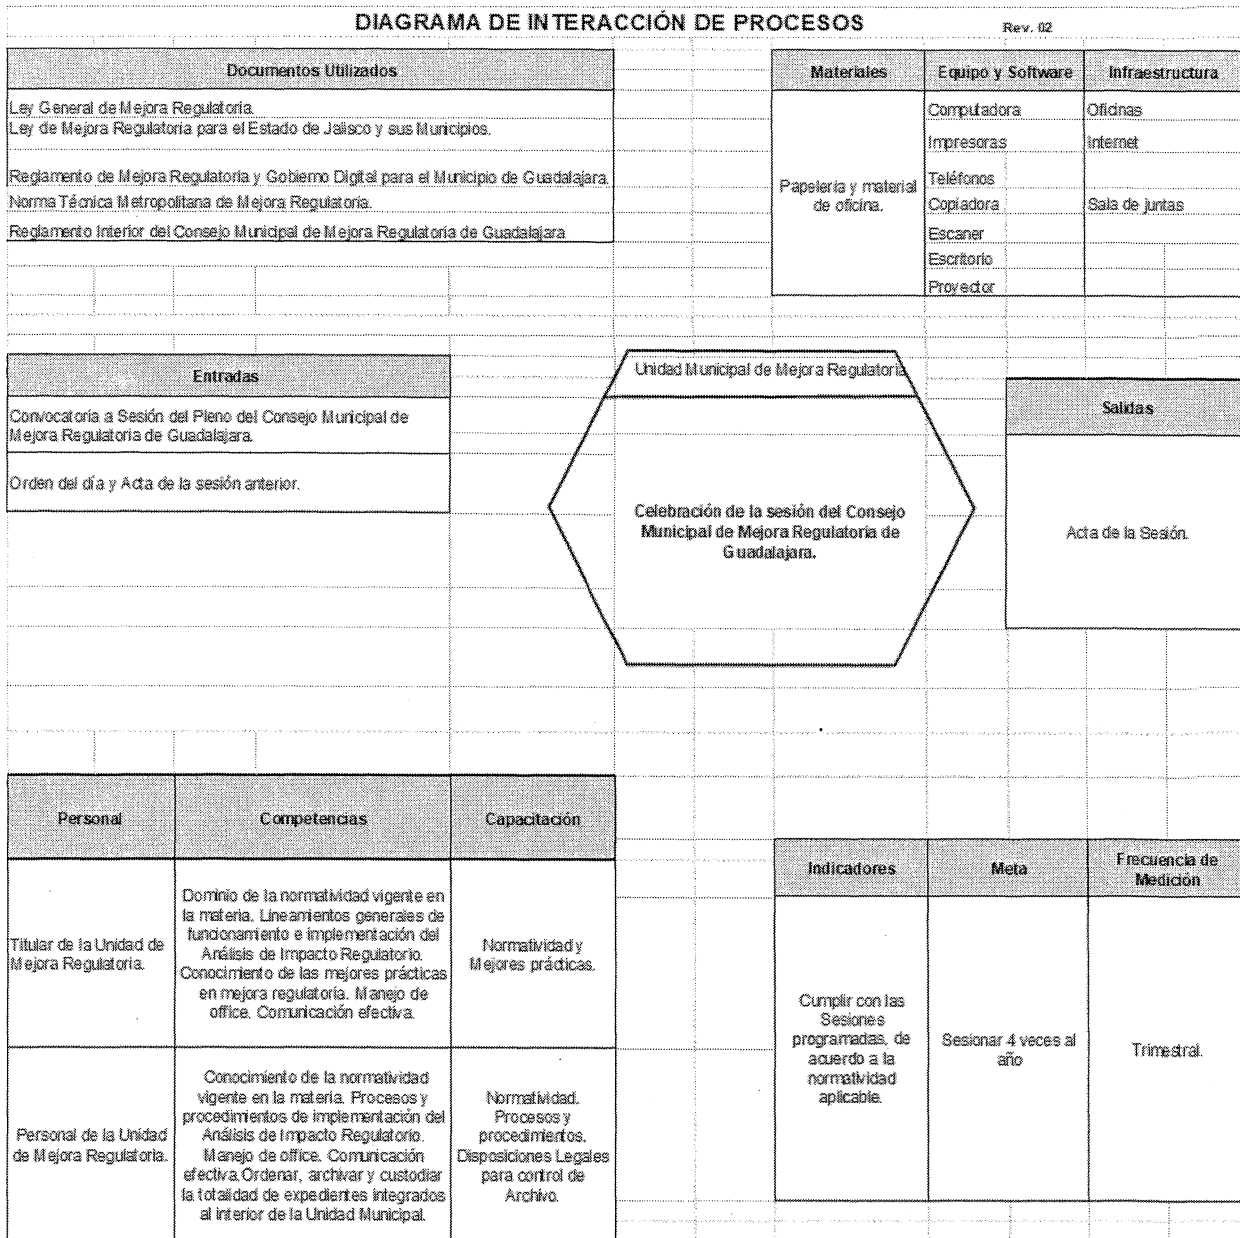 DIAGRAMA DE INTERACCIÓN DE PROCESOS
Rev. 02
Documentos Utilizados
Ley General de Mejora Regulatoria.
Ley de Mejora Regulatoria para el Estado de Jalisco y sus Municipios.
Reglamento de Mejora Regulatoria y Gobierno Digital para el Municipio de Guadalajara.
Norma Técnica Metropolitana de Mejora Regulatoria.
Reglamento Interior del Consejo Municipal de Mejora Regulatoria de Guadalajara
Materiales
Papelería y material
de oficina.
Equipo y Software
Computadora
Impresoras
Teléfonos
Copiadora
Escaner
Escritorio
Proyector
Infraestructura
Oficinas
Internet
Sala de juntas
Entradas
Convocatoria a Sesión del Pleno del Consejo Municipal de
Mejora Regulatoria de Guadalajara.
Orden del día y Acta de la sesión anterior.
Unidad Municipal de Mejora Regulatoria
Celebración de la sesión del Consejo
Municipal de Mejora Regulatoria de
Guadalajara.
Salidas
Acta de la Sesión.
Personal
Competencias
Capacitación
Titular de la Unidad de
Mejora Regulatoria.
Dominio de la normatividad vigente en
la materia. Lineamientos generales de
funcionamiento e implementación del
Análisis de Impacto Regulatorio.
Conocimiento de las mejores prácticas
en mejora regulatoria. Manejo de
office. Comunicación efectiva.
Normatividad y
Mejores prácticas.
Personal de la Unidad
de Mejora Regulatoria.
Conocimiento de la normatividad
vigente en la materia. Procesos y
procedimientos de implementación del
Análisis de Impacto Regulatorio.
Manejo de office. Comunicación
efectiva.Ordenar, archivar y custodiar
la totalidad de expedientes integrados
al interior de la Unidad Municipal.
Normatividad.
Procesos y
procedimientos.
Disposiciones Legales
para control de
Archivo.
Indicadores
Meta
Frecuencia de
Medición
Cumplir con las
Sesiones
programadas, de
acuerdo a la
normatividad
aplicable.
Sesionar 4 veces al
año
Trimestral.